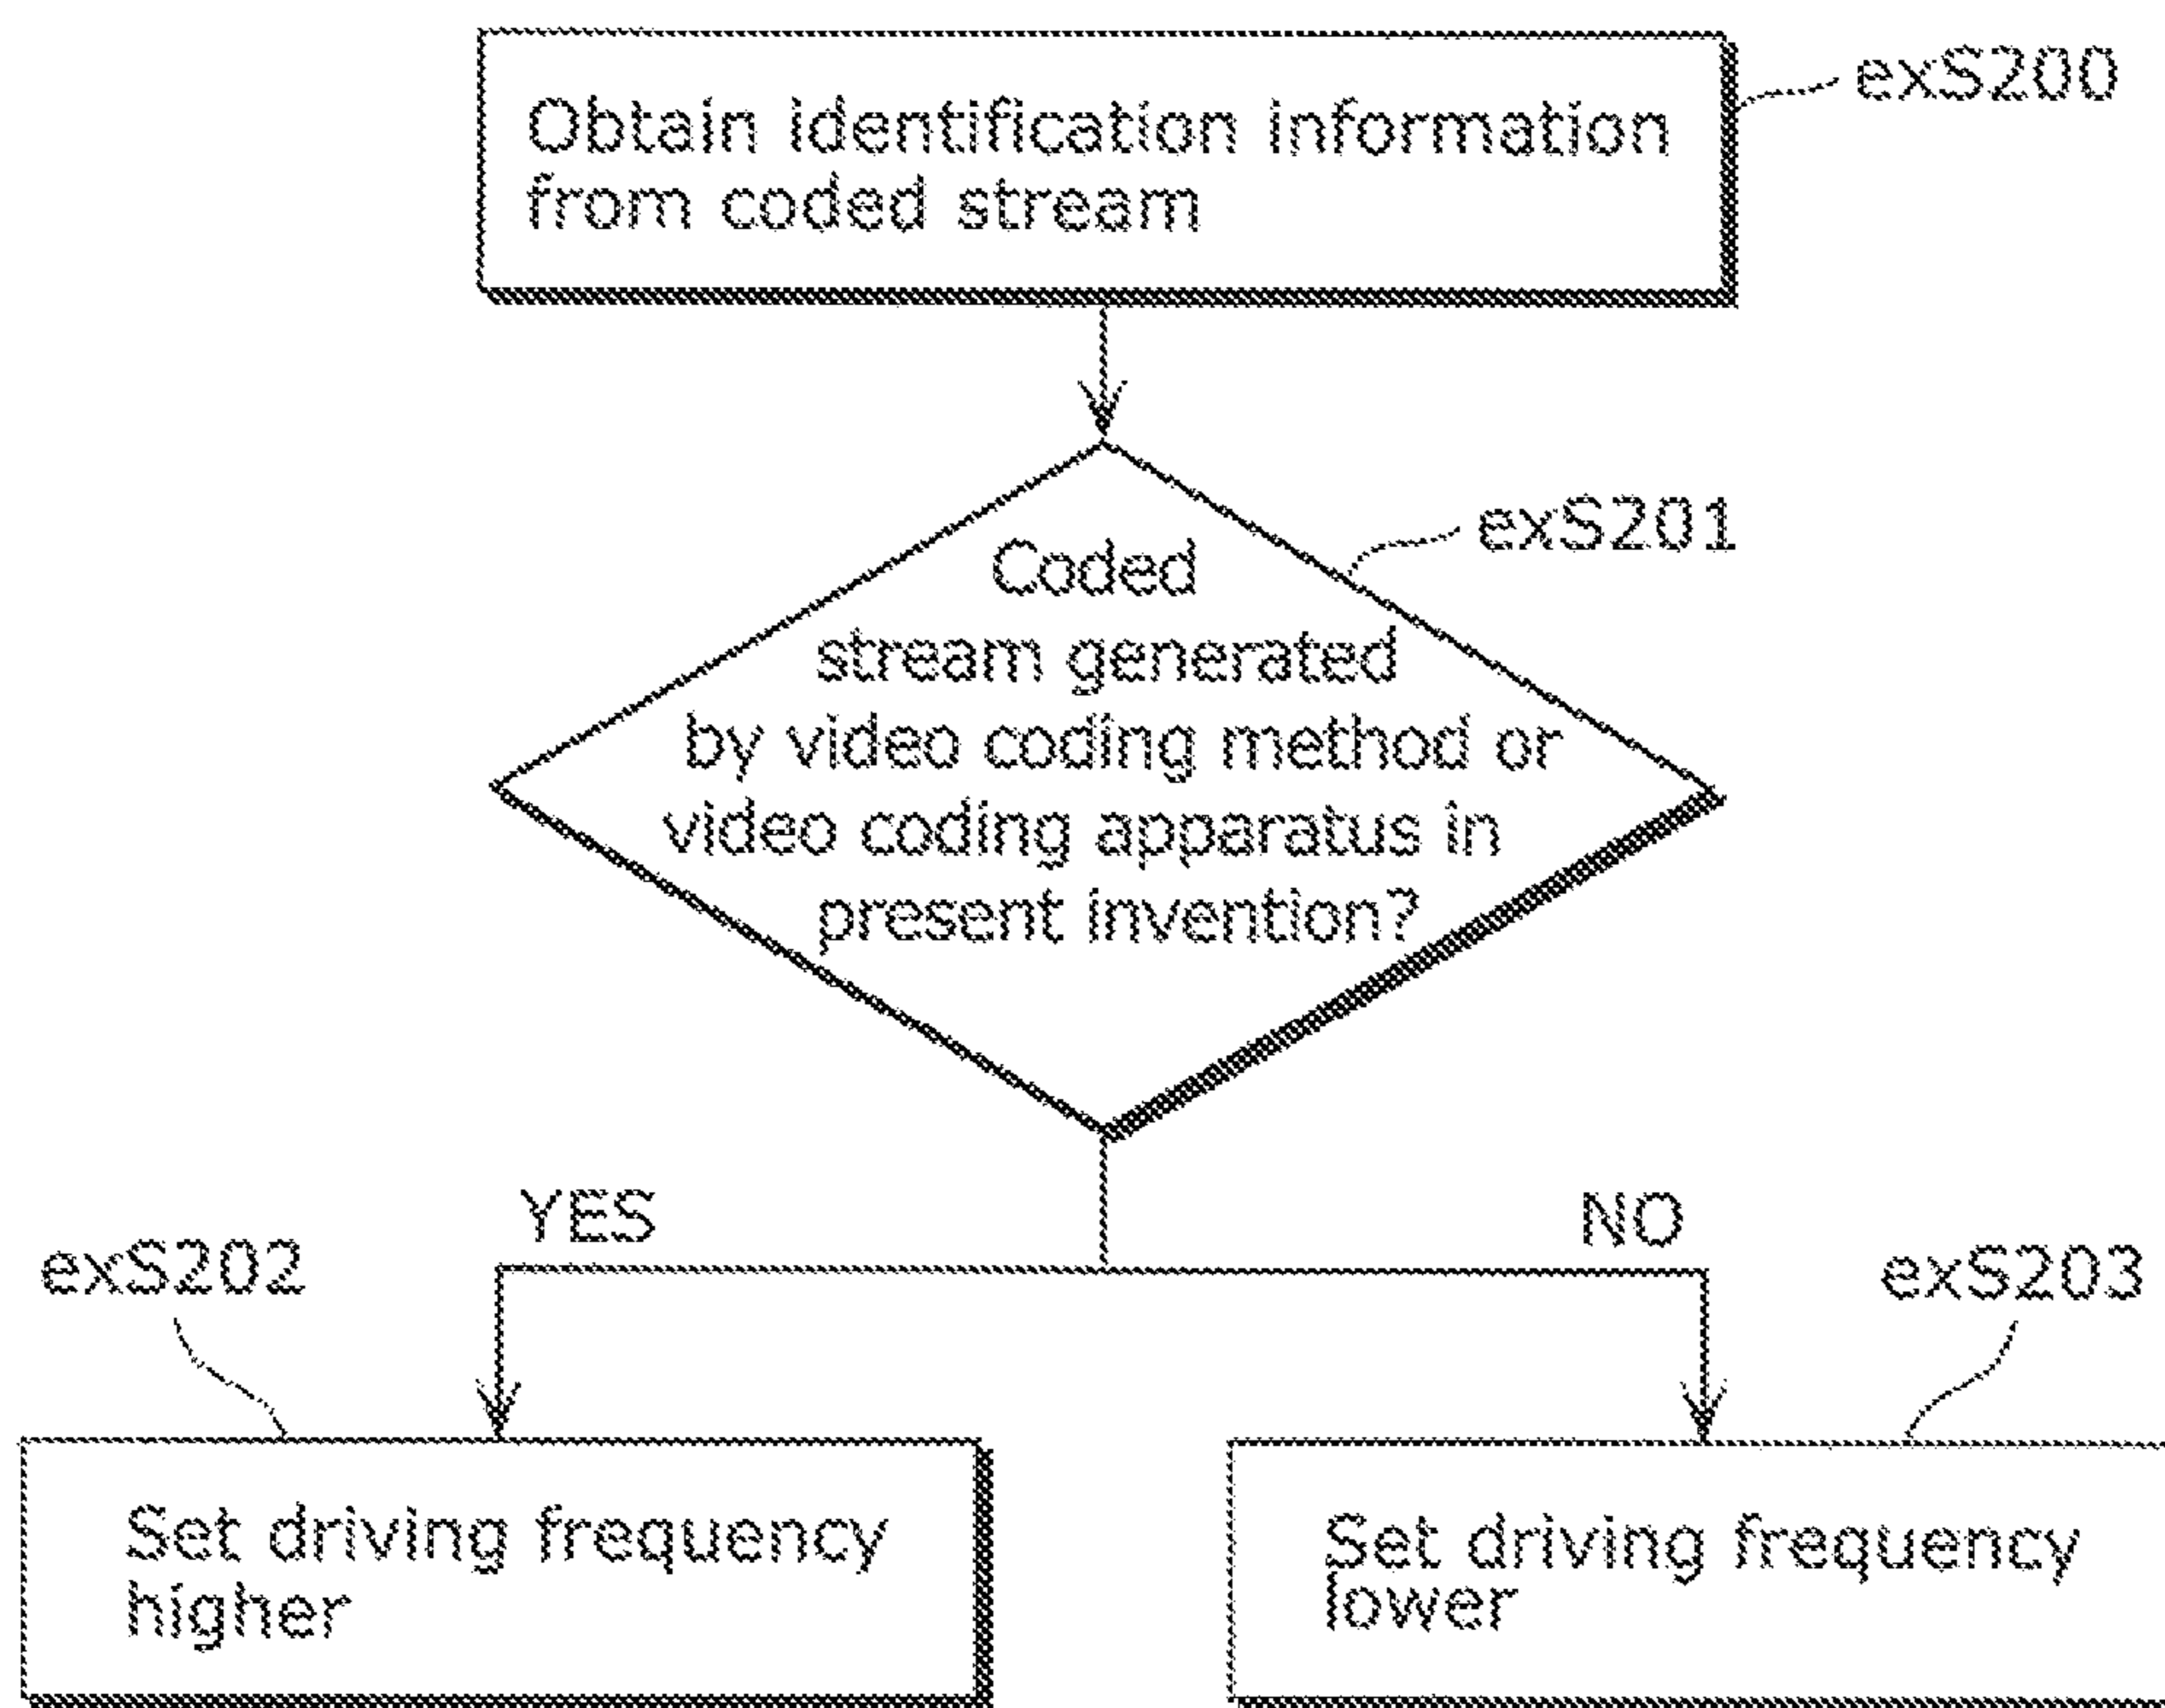 exS200
Obtain identification information
from coded stream
exS201
Coded
stream generated
by video coding method or
video coding apparatus in
present invention?
YES
NO
exS202
exS203
Set driving frequency
higher
Set driving frequency
lower